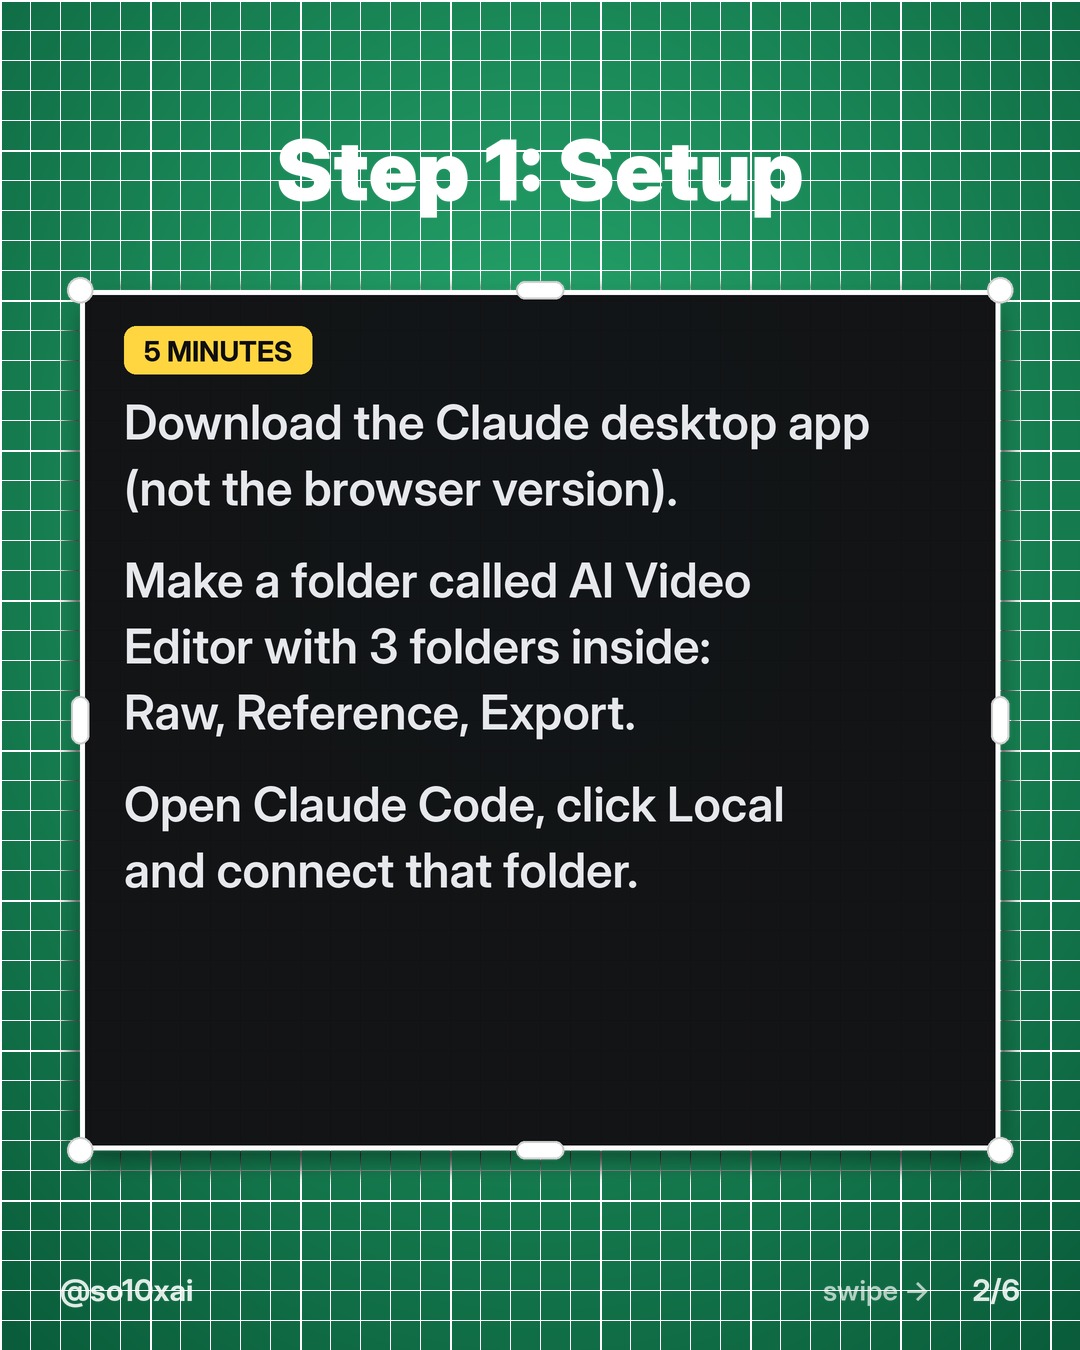 Step 1: Setup
5 MINUTES
Download the Claude desktop app
(not the browser version).
Make a folder called AI Video
Editor with 3 folders inside:
Raw, Reference, Export.
Open Claude Code, click Local
and connect that folder.
@so10xai
swipe →
2/6